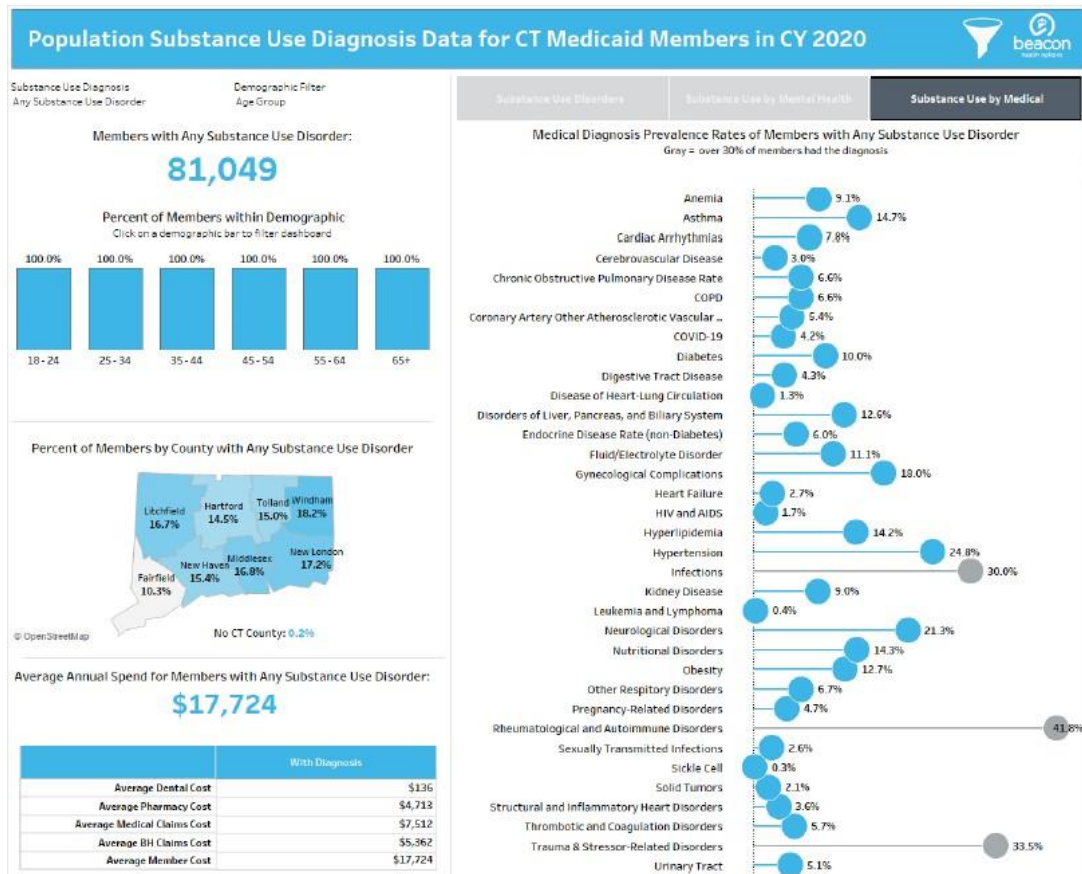 Population Substance Use Diagnosis Data for CT Medicaid Members in CY 2020
beacon
health options
Substance Use Diagnosis
Any Substance Use Disorder
Demographic Filter
Age Group
Members with Any Substance Use Disorder:
81,049
Percent of Members within Demographic
Click on a demographic bar to filter dashboard
100.0% 100.0% 100.0% 100.0% 100.0% 100.0%
18 - 24 25 - 34 35 - 44 45 - 54 55 - 64 65+
Percent of Members by County with Any Substance Use Disorder
Litchfield
16.7%
Hartford
14.5%
Tolland
15.0%
Windham
18.2%
Fairfield
10.3%
New Haven
15.4%
Middlesex
16.8%
New London
17.2%
© OpenStreetMap
No CT County: 0.2%
Average Annual Spend for Members with Any Substance Use Disorder:
$17,724
With Diagnosis
Average Dental Cost $136
Average Pharmacy Cost $4,713
Average Medical Claims Cost $7,512
Average BH Claims Cost $5,362
Average Member Cost $17,724
Substance Use Disorders
Substance Use by Mental Health
Substance Use by Medical
Medical Diagnosis Prevalence Rates of Members with Any Substance Use Disorder
Gray = over 30% of members had the diagnosis
Anemia 9.1%
Asthma 14.7%
Cardiac Arrhythmias 7.8%
Cerebrovascular Disease 3.0%
Chronic Obstructive Pulmonary Disease Rate 6.6%
COPD 6.6%
Coronary Artery Other Atherosclerotic Vascular .. 5.4%
COVID-19 4.2%
Diabetes 10.0%
Digestive Tract Disease 4.3%
Disease of Heart-Lung Circulation 1.3%
Disorders of Liver, Pancreas, and Biliary System 12.6%
Endocrine Disease Rate (non-Diabetes) 6.0%
Fluid/Electrolyte Disorder 11.1%
Gynecological Complications 18.0%
Heart Failure 2.7%
HIV and AIDS 1.7%
Hyperlipidemia 14.2%
Hypertension 24.8%
Infections 30.0%
Kidney Disease 9.0%
Leukemia and Lymphoma 0.4%
Neurological Disorders 21.3%
Nutritional Disorders 14.3%
Obesity 12.7%
Other Respitory Disorders 6.7%
Pregnancy-Related Disorders 4.7%
Rheumatological and Autoimmune Disorders 41.8%
Sexually Transmitted Infections 2.6%
Sickle Cell 0.3%
Solid Tumors 2.1%
Structural and Inflammatory Heart Disorders 3.6%
Thrombotic and Coagulation Disorders 5.7%
Trauma & Stressor-Related Disorders 33.5%
Urinary Tract 5.1%